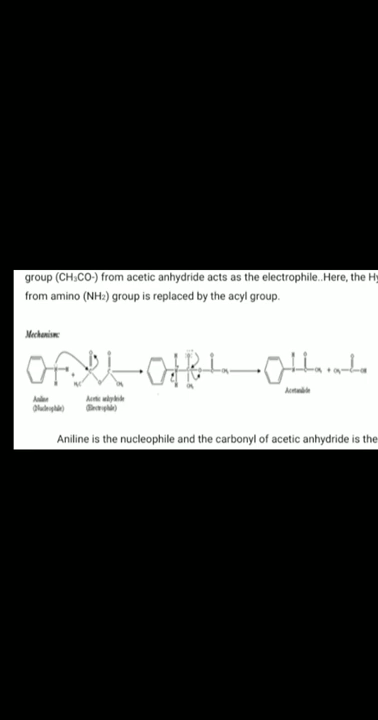 group (CH₃CO-) from acetic anhydride acts as the electrophile..Here, the Hy
from amino (NH₂) group is replaced by the acyl group.
Mechanism:
Aniline
(Nucleophile)
Acetic anhydride
(Electrophile)
Acetanilide
Aniline is the nucleophile and the carbonyl of acetic anhydride is the